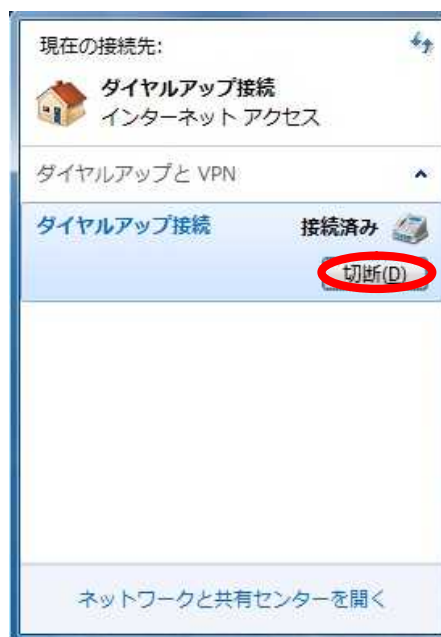 現在の接続先:
ダイヤルアップ接続
インターネット アクセス
ダイヤルアップと VPN
ダイヤルアップ接続 接続済み
切断(D)
ネットワークと共有センターを開く